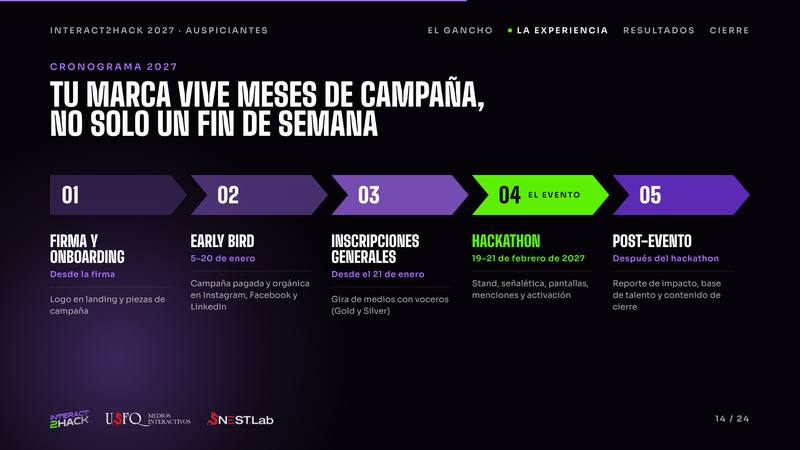 INTERACT2HACK 2027 · AUSPICIANTES
EL GANCHO
LA EXPERIENCIA
RESULTADOS
CIERRE
CRONOGRAMA 2027
TU MARCA VIVE MESES DE CAMPAÑA,
NO SOLO UN FIN DE SEMANA
01
02
03
04 EL EVENTO
05
FIRMA Y
ONBOARDING
Desde la firma
Logo en landing y piezas de
campaña
EARLY BIRD
5–20 de enero
Campaña pagada y orgánica
en Instagram, Facebook y
LinkedIn
INSCRIPCIONES
GENERALES
Desde el 21 de enero
Gira de medios con voceros
(Gold y Silver)
HACKATHON
19–21 de febrero de 2027
Stand, señalética, pantallas,
menciones y activación
POST-EVENTO
Después del hackathon
Reporte de impacto, base
de talento y contenido de
cierre
INTERACT
2HACK
USFQ
MEDIOS
INTERACTIVOS
NESTLab
14 / 24